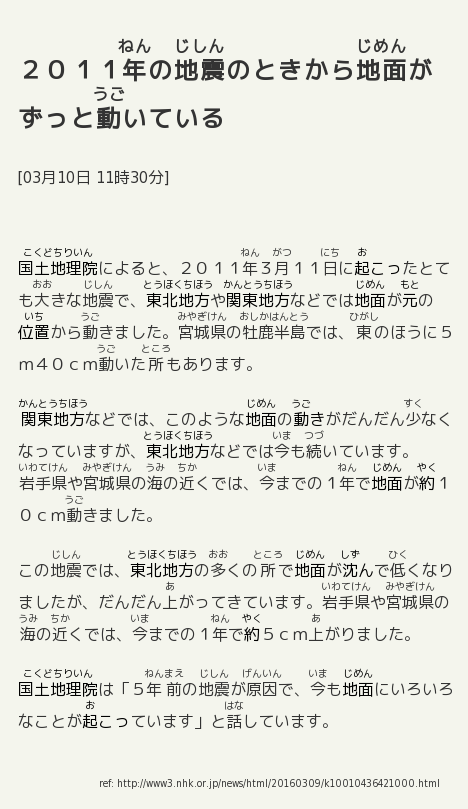 ２０１１年の地震のときから地面が
ずっと動いている
[03月10日 11時30分]
国土地理院によると、２０１１年３月１１日に起こったとて
も大きな地震で、東北地方や関東地方などでは地面が元の
位置から動きました。宮城県の牡鹿半島では、東のほうに５
ｍ４０ｃｍ動いた所もあります。
関東地方などでは、このような地面の動きがだんだん少なく
なっていますが、東北地方などでは今も続いています。
岩手県や宮城県の海の近くでは、今までの１年で地面が約１
０ｃｍ動きました。
この地震では、東北地方の多くの所で地面が沈んで低くなり
ましたが、だんだん上がってきています。岩手県や宮城県の
海の近くでは、今までの１年で約５ｃｍ上がりました。
国土地理院は「５年前の地震が原因で、今も地面にいろいろ
なことが起こっています」と話しています。
ref: http://www3.nhk.or.jp/news/html/20160309/k10010436421000.html